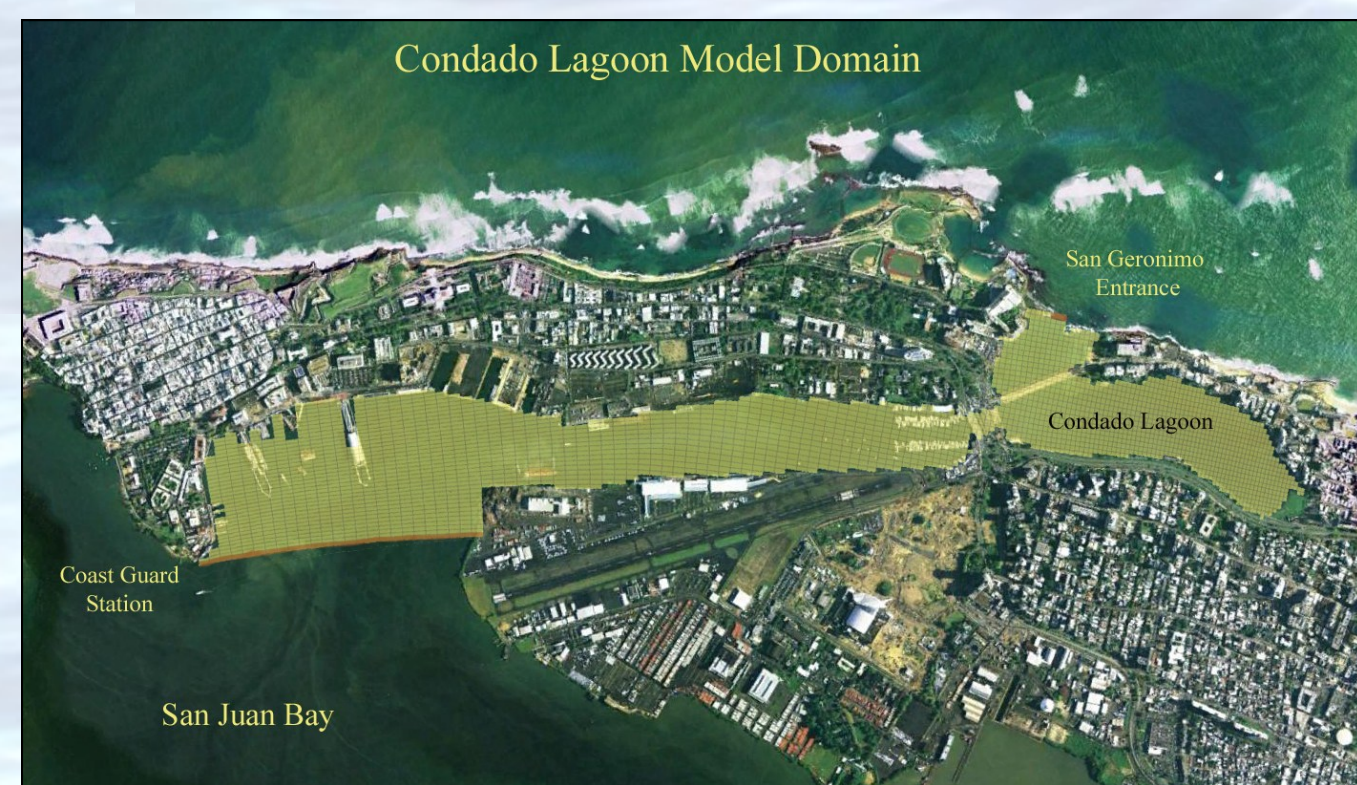 Condado Lagoon Model Domain
San Geronimo
Entrance
Condado Lagoon
Coast Guard
Station
San Juan Bay